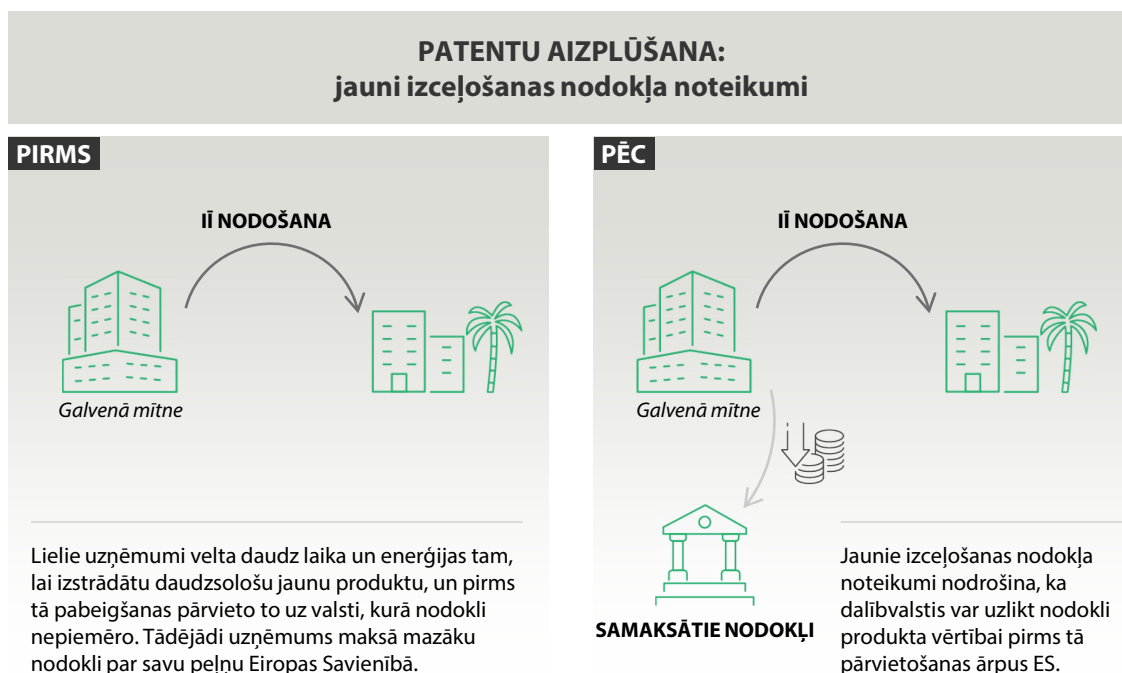 PATENTU AIZPLŪŠANA:
jauni izceļošanas nodokļa noteikumi
PIRMS
IĪ NODOŠANA
Galvenā mītne
Lielie uzņēmumi velta daudz laika un enerģijas tam,
lai izstrādātu daudzsološu jaunu produktu, un pirms
tā pabeigšanas pārvieto to uz valsti, kurā nodokli
nepiemēro. Tādējādi uzņēmums maksā mazāku
nodokli par savu peļņu Eiropas Savienībā.
PĒC
IĪ NODOŠANA
Galvenā mītne
SAMAKSĀTIE NODOKĻI
Jaunie izceļošanas nodokļa
noteikumi nodrošina, ka
dalībvalstis var uzlikt nodokli
produkta vērtībai pirms tā
pārvietošanas ārpus ES.